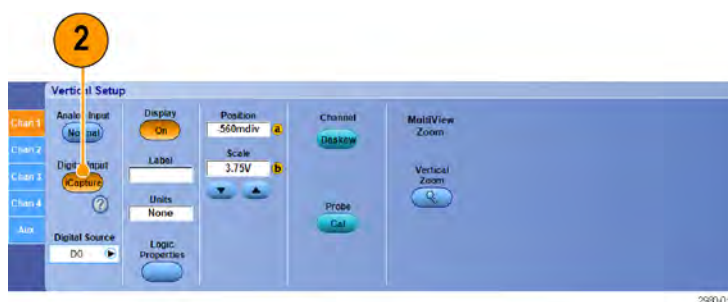 2
Vertical Setup
Chan 1
Chan 2
Chan 3
Chan 4
Aux
Analog Input
Normal
Digital Input
iCapture
?
Digital Source
D0
Display
On
Label
Units
None
Logic
Properties
Position
-560mdiv
a
Scale
3.75V
b
Channel
Deskew
Probe
Cal
MultiView
Zoom
Vertical
Zoom